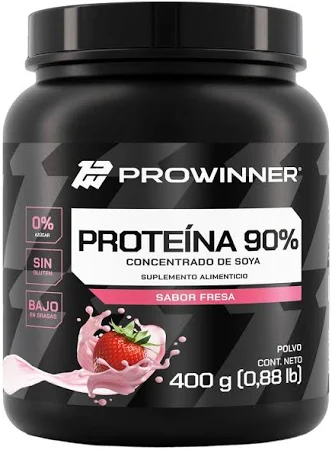 PROWINNER®
PROTEÍNA 90%
CONCENTRADO DE SOYA
SUPLEMENTO ALIMENTICIO
SABOR FRESA
0%
AZÚCAR
SIN
GLUTEN
BAJO
EN GRASAS
POLVO
CONT. NETO
400 g (0,88 lb)